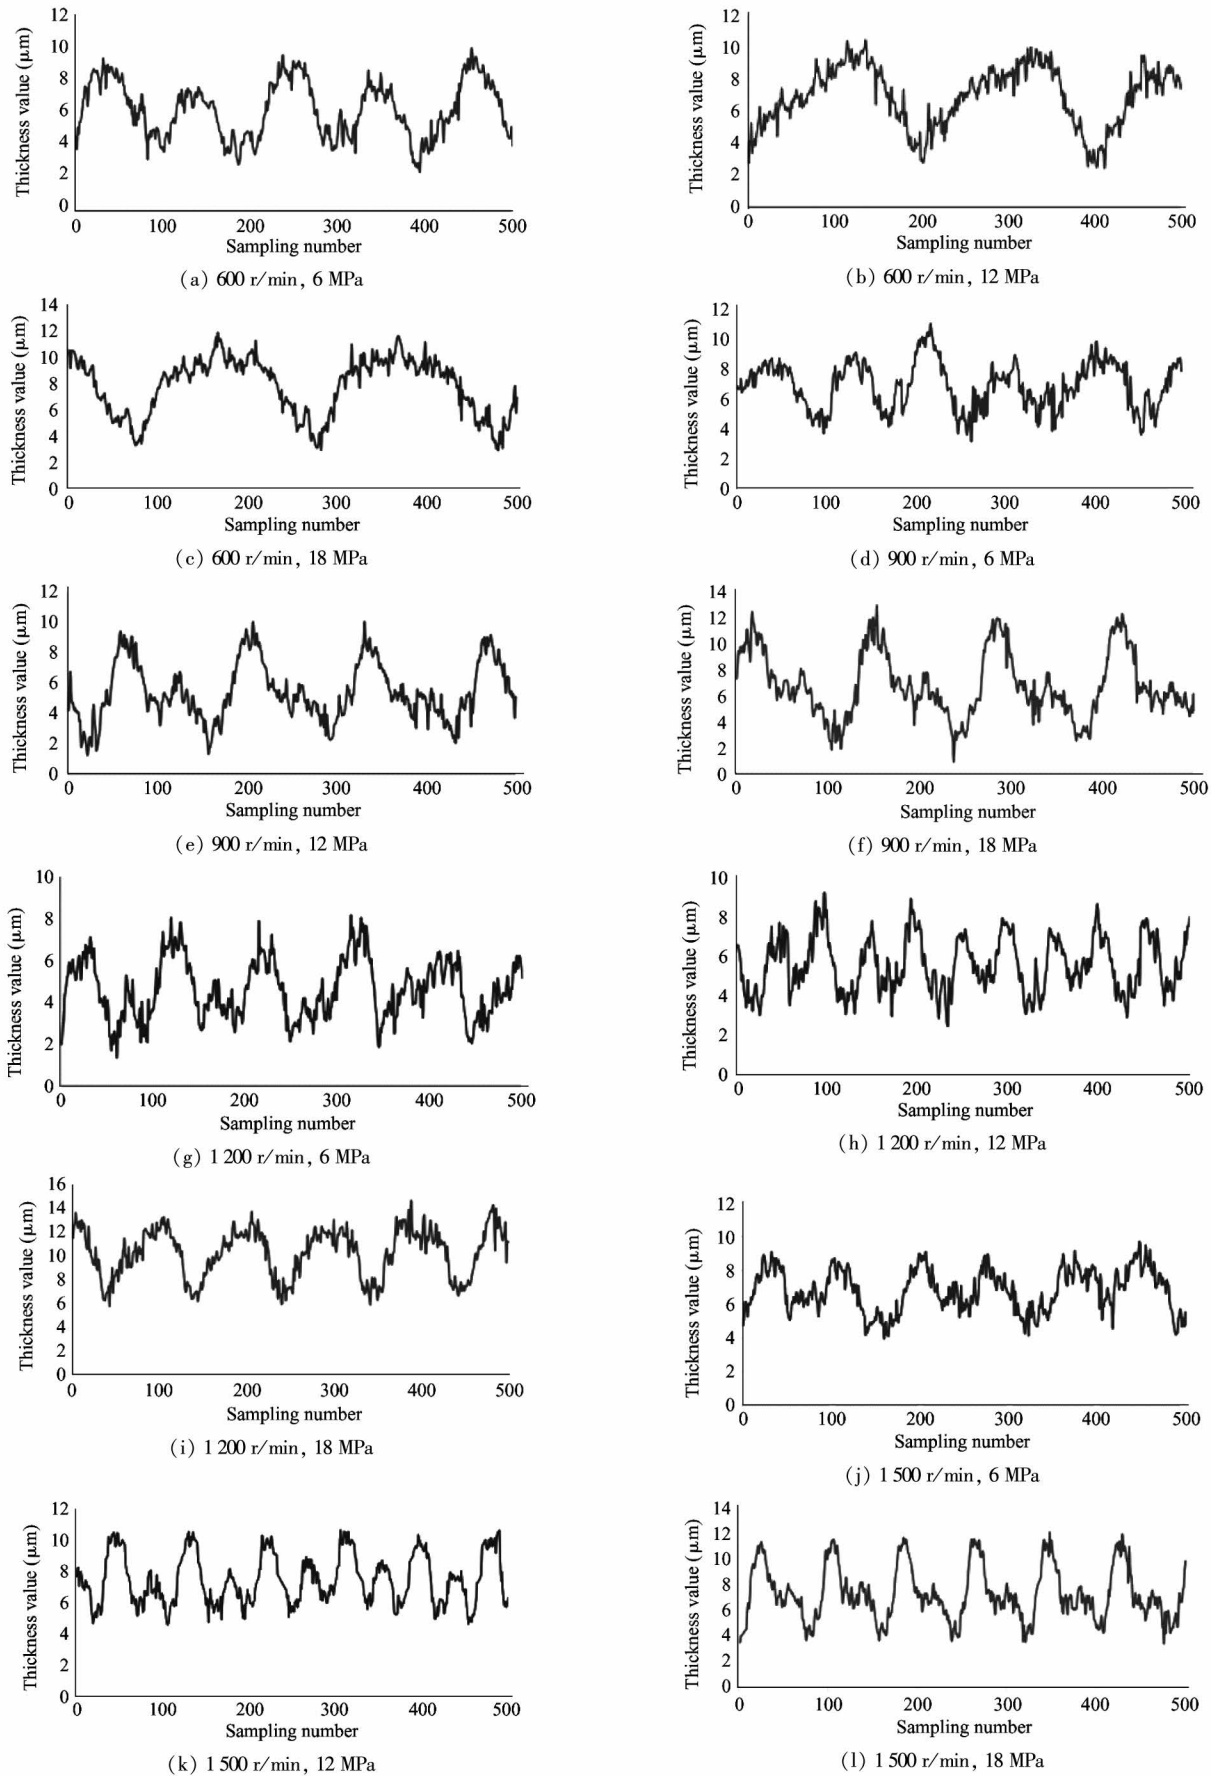 12
10
8
6
4
2
0
Thickness value (μm)
0 100 200 300 400 500
Sampling number
(a) 600 r/min, 6 MPa
12
10
8
6
4
2
0
Thickness value (μm)
0 100 200 300 400 500
Sampling number
(b) 600 r/min, 12 MPa
14
12
10
8
6
4
2
0
Thickness value (μm)
0 100 200 300 400 500
Sampling number
(c) 600 r/min, 18 MPa
12
10
8
6
4
2
0
Thickness value (μm)
0 100 200 300 400 500
Sampling number
(d) 900 r/min, 6 MPa
12
10
8
6
4
2
0
Thickness value (μm)
0 100 200 300 400 500
Sampling number
(e) 900 r/min, 12 MPa
14
12
10
8
6
4
2
0
Thickness value (μm)
0 100 200 300 400 500
Sampling number
(f) 900 r/min, 18 MPa
10
8
6
4
2
0
Thickness value (μm)
0 100 200 300 400 500
Sampling number
(g) 1 200 r/min, 6 MPa
10
8
6
4
2
0
Thickness value (μm)
0 100 200 300 400 500
Sampling number
(h) 1 200 r/min, 12 MPa
16
14
12
10
8
6
4
2
0
Thickness value (μm)
0 100 200 300 400 500
Sampling number
(i) 1 200 r/min, 18 MPa
12
10
8
6
4
2
0
Thickness value (μm)
0 100 200 300 400 500
Sampling number
(j) 1 500 r/min, 6 MPa
12
10
8
6
4
2
0
Thickness value (μm)
0 100 200 300 400 500
Sampling number
(k) 1 500 r/min, 12 MPa
14
12
10
8
6
4
2
0
Thickness value (μm)
0 100 200 300 400 500
Sampling number
(l) 1 500 r/min, 18 MPa